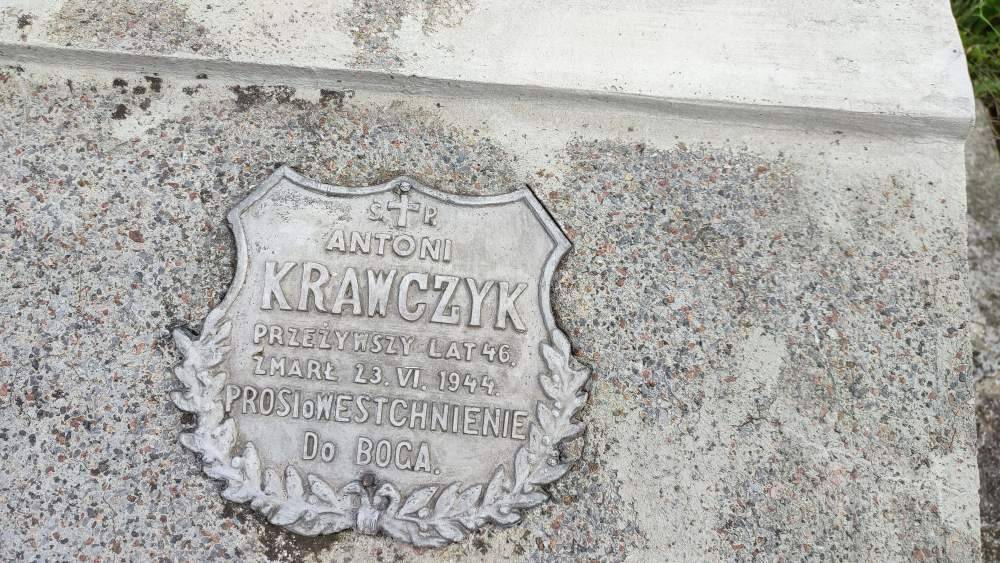 Ś. P.
ANTONI
KRAWCZYK
PRZEŻYWSZY LAT 46.
ZMARŁ 23. VI. 1944.
PROSI o WESTCHNIENIE
Do BOGA.